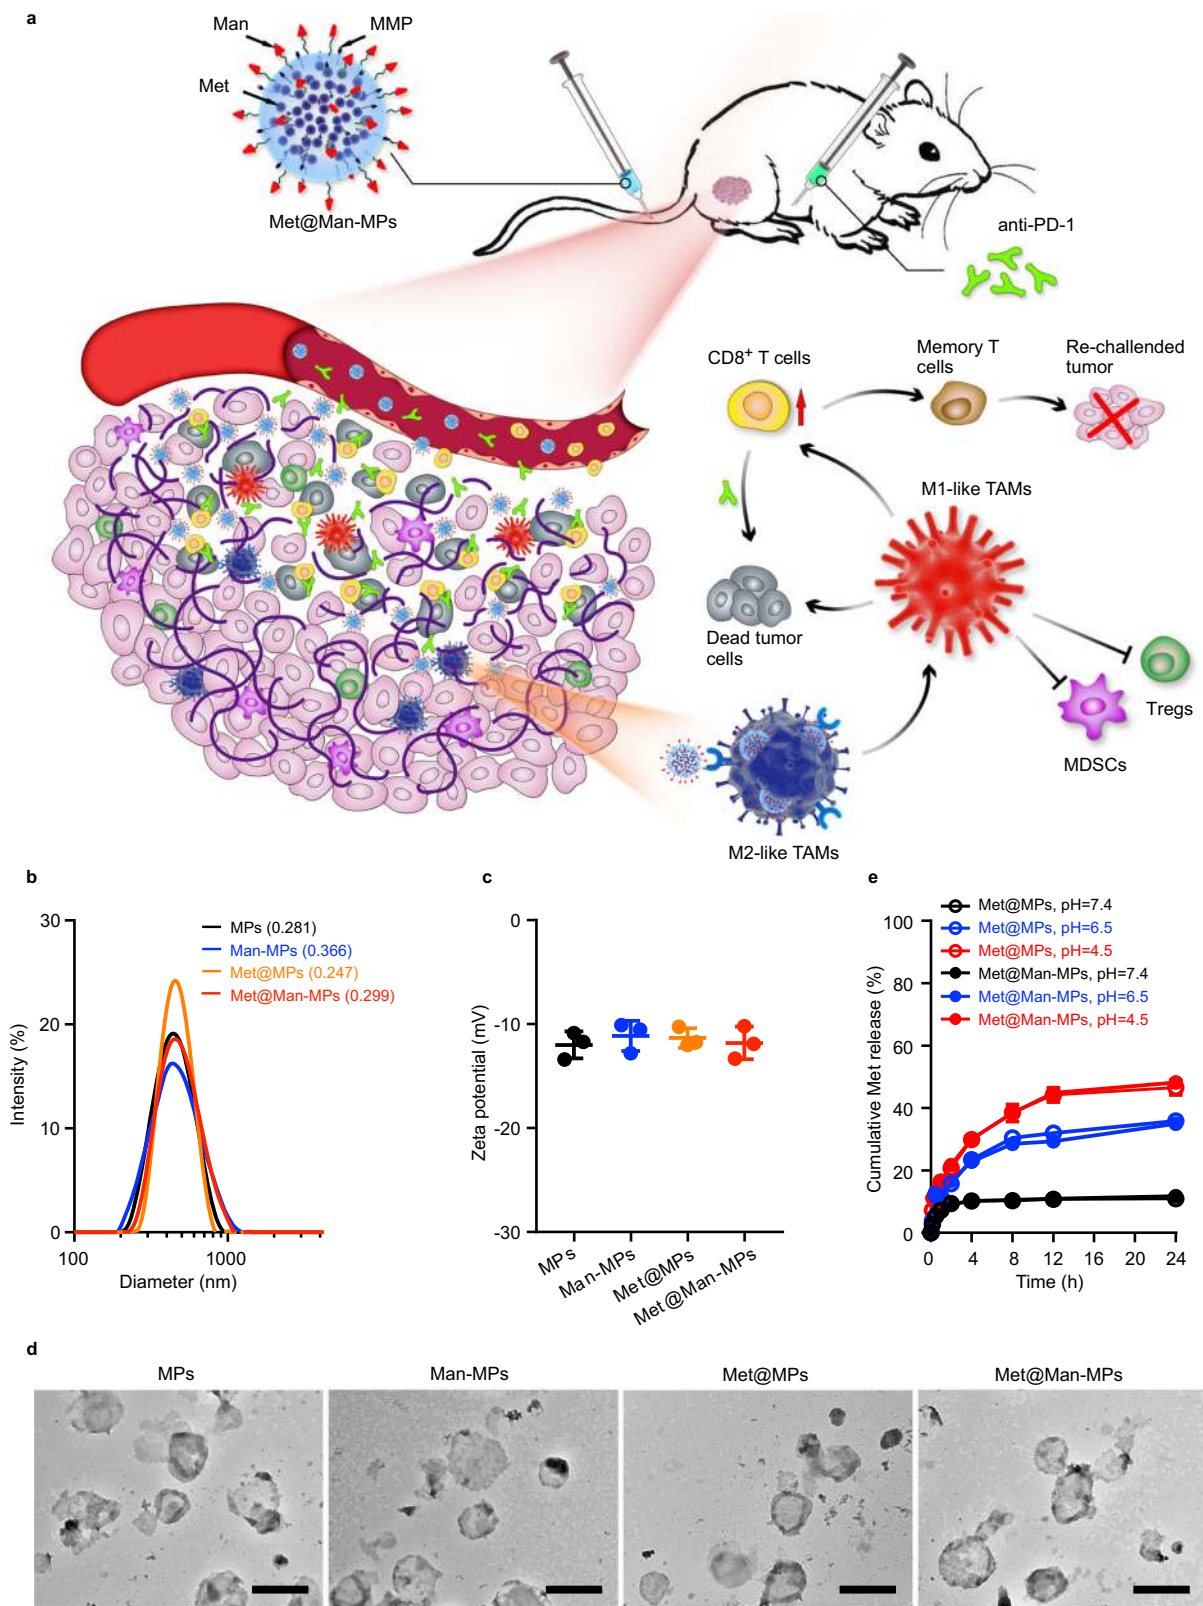 a
Man
MMP
Met
Met@Man-MPs
anti-PD-1
CD8+ T cells
Memory T
cells
Re-challended
tumor
M1-like TAMs
Dead tumor
cells
Tregs
MDSCs
M2-like TAMs
b
30
20
10
0
Intensity (%)
100
1000
Diameter (nm)
MPs (0.281)
Man-MPs (0.366)
Met@MPs (0.247)
Met@Man-MPs (0.299)
c
0
-10
-20
-30
Zeta potential (mV)
MPs
Man-MPs
Met@MPs
Met@Man-MPs
e
Met@MPs, pH=7.4
Met@MPs, pH=6.5
Met@MPs, pH=4.5
Met@Man-MPs, pH=7.4
Met@Man-MPs, pH=6.5
Met@Man-MPs, pH=4.5
100
80
60
40
20
0
Cumulative Met release (%)
0 4 8 12 16 20 24
Time (h)
d
MPs
Man-MPs
Met@MPs
Met@Man-MPs